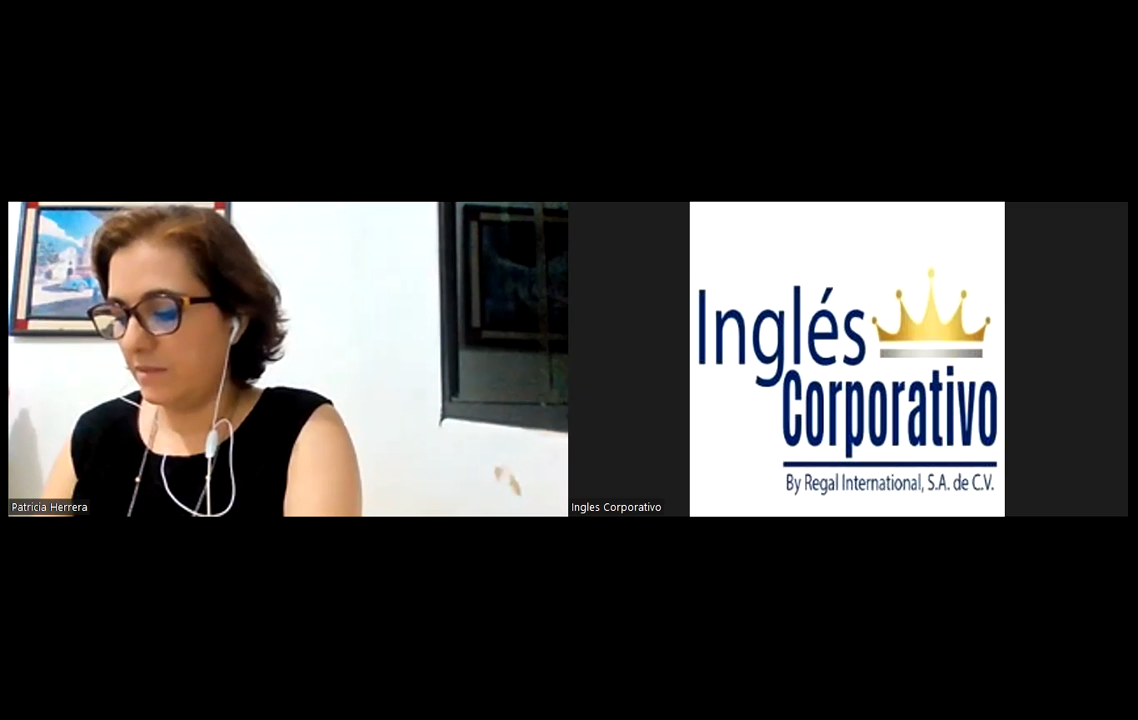 Inglés
Corporativo
By Regal International, S.A. de C.V.
Patricia Herrera
Ingles Corporativo